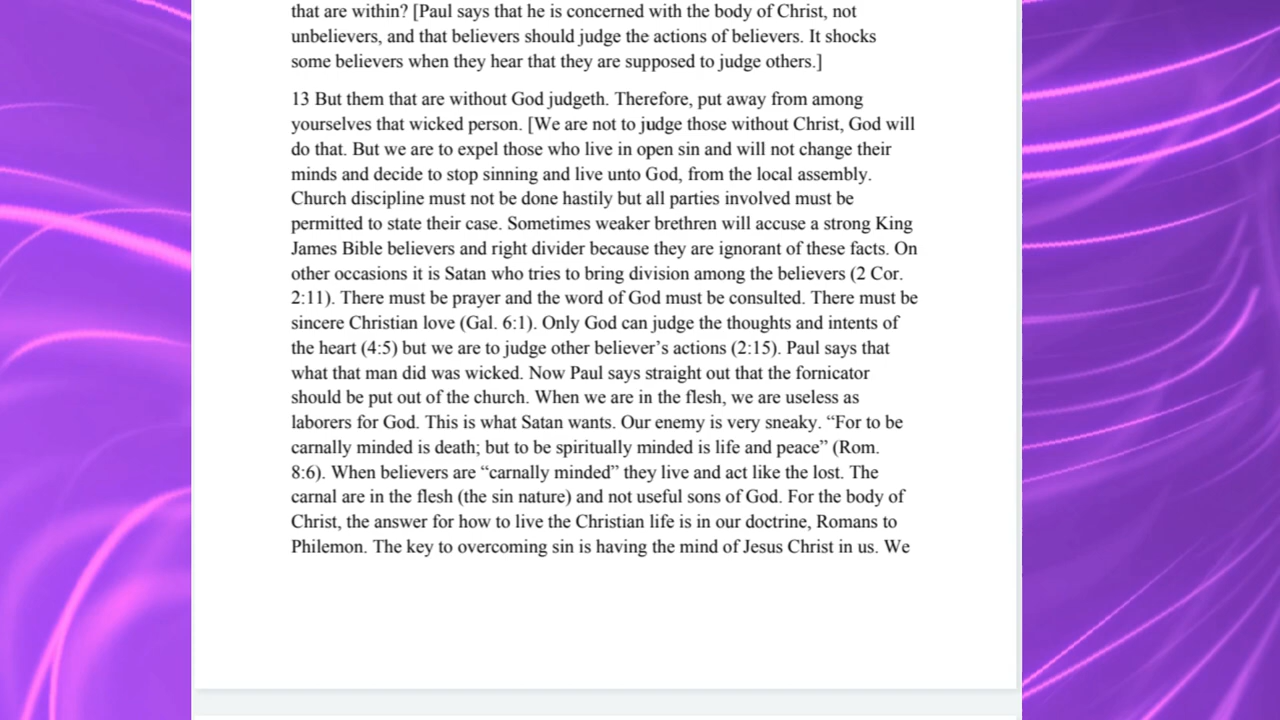 that are within? [Paul says that he is concerned with the body of Christ, not
unbelievers, and that believers should judge the actions of believers. It shocks
some believers when they hear that they are supposed to judge others.]
13 But them that are without God judgeth. Therefore, put away from among
yourselves that wicked person. [We are not to judge those without Christ, God will
do that. But we are to expel those who live in open sin and will not change their
minds and decide to stop sinning and live unto God, from the local assembly.
Church discipline must not be done hastily but all parties involved must be
permitted to state their case. Sometimes weaker brethren will accuse a strong King
James Bible believers and right divider because they are ignorant of these facts. On
other occasions it is Satan who tries to bring division among the believers (2 Cor.
2:11). There must be prayer and the word of God must be consulted. There must be
sincere Christian love (Gal. 6:1). Only God can judge the thoughts and intents of
the heart (4:5) but we are to judge other believer’s actions (2:15). Paul says that
what that man did was wicked. Now Paul says straight out that the fornicator
should be put out of the church. When we are in the flesh, we are useless as
laborers for God. This is what Satan wants. Our enemy is very sneaky. “For to be
carnally minded is death; but to be spiritually minded is life and peace” (Rom.
8:6). When believers are “carnally minded” they live and act like the lost. The
carnal are in the flesh (the sin nature) and not useful sons of God. For the body of
Christ, the answer for how to live the Christian life is in our doctrine, Romans to
Philemon. The key to overcoming sin is having the mind of Jesus Christ in us. We